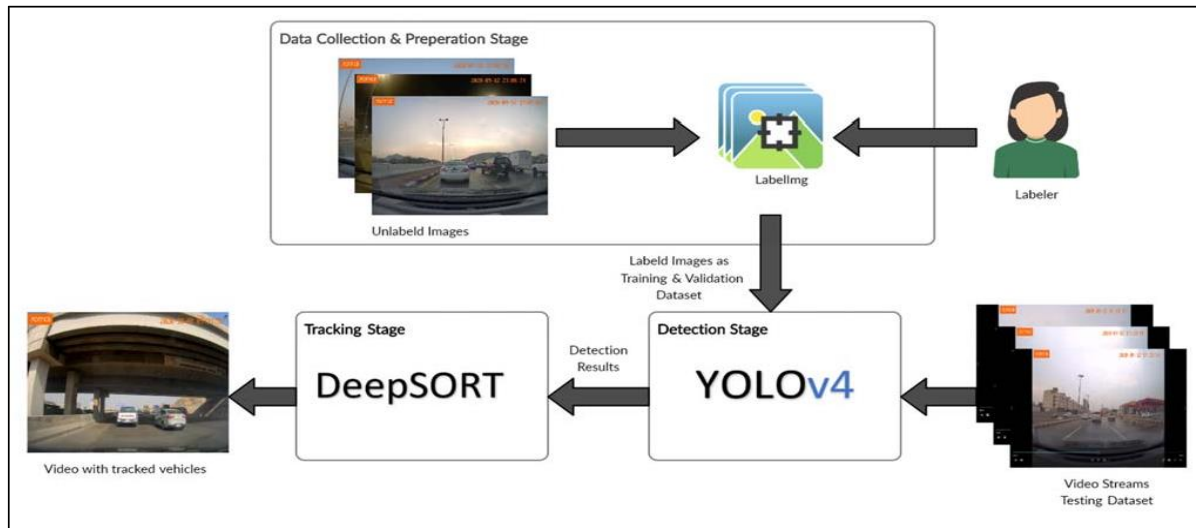 Data Collection & Preperation Stage
Unlabeld Images
LabelImg
Labeler
Labeld Images as
Training & Validation
Dataset
Tracking Stage
DeepSORT
Detection
Results
Detection Stage
YOLOv4
Video with tracked vehicles
Video Streams
Testing Dataset